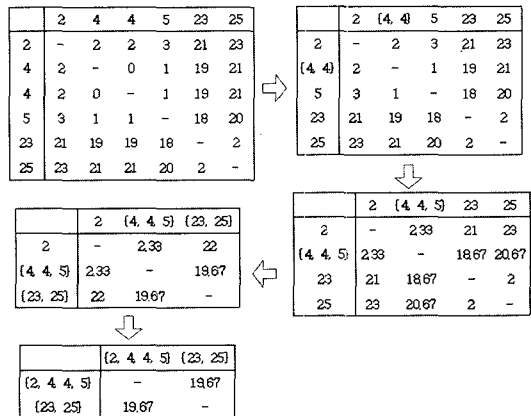 2 4 4 5 23 25
2 - 2 2 3 21 23
4 2 - 0 1 19 21
4 2 0 - 1 19 21
5 3 1 1 - 18 20
23 21 19 19 18 - 2
25 23 21 21 20 2 -
2 {4, 4} 5 23 25
2 - 2 3 21 23
{4, 4} 2 - 1 19 21
5 3 1 - 18 20
23 21 19 18 - 2
25 23 21 20 2 -
2 {4, 4, 5} 23 25
2 - 2.33 21 23
{4, 4, 5} 2.33 - 18.67 20.67
23 21 18.67 - 2
25 23 20.67 2 -
2 {4, 4, 5} {23, 25}
2 - 2.33 22
{4, 4, 5} 2.33 - 19.67
{23, 25} 22 19.67 -
{2, 4, 4, 5} {23, 25}
{2, 4, 4, 5} - 19.67
{23, 25} 19.67 -